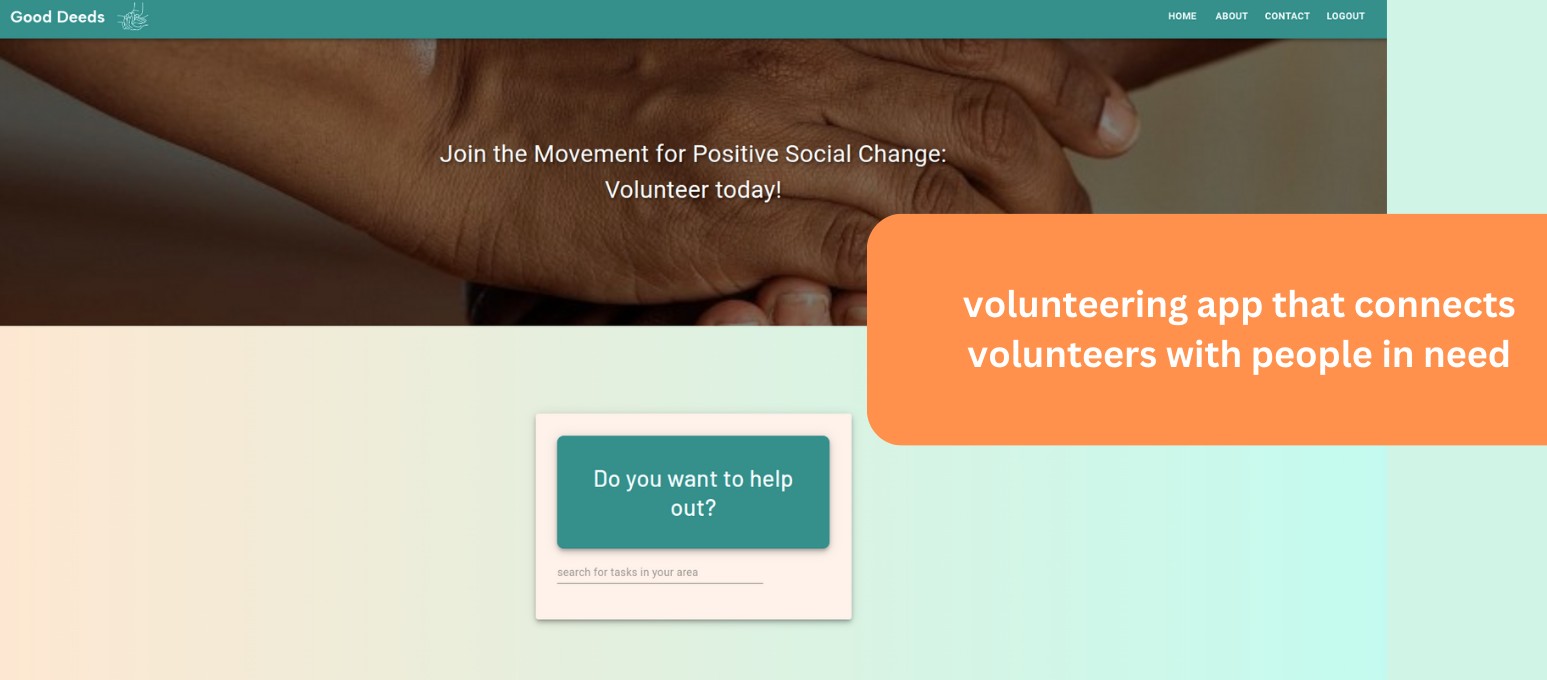 Good Deeds
HOME ABOUT CONTACT LOGOUT
Join the Movement for Positive Social Change:
Volunteer today!
volunteering app that connects
volunteers with people in need
Do you want to help
out?
search for tasks in your area